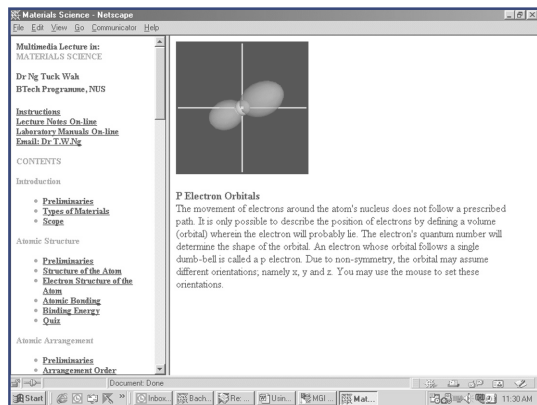 Materials Science - Netscape
File Edit View Go Communicator Help
Multimedia Lecture in:
MATERIALS SCIENCE
Dr Ng Tuck Wah
BTech Programme, NUS
Instructions
Lecture Notes On-line
Laboratory Manuals On-line
Email: Dr T.W.Ng
CONTENTS
Introduction
Preliminaries
Types of Materials
Scope
Atomic Structure
Preliminaries
Structure of the Atom
Electron Structure of the
Atom
Atomic Bonding
Binding Energy
Quiz
Atomic Arrangement
Preliminaries
Arrangement Order
P Electron Orbitals
The movement of electrons around the atom's nucleus does not follow a prescribed
path. It is only possible to describe the position of electrons by defining a volume
(orbital) wherein the electron will probably lie. The electron's quantum number will
determine the shape of the orbital. An electron whose orbital follows a single
dumb-bell is called a p electron. Due to non-symmetry, the orbital may assume
different orientations; namely x, y and z. You may use the mouse to set these
orientations.
Document: Done
Start Inbox... Bach... Re: ... Usin... MGI ... Mat... 11:30 AM